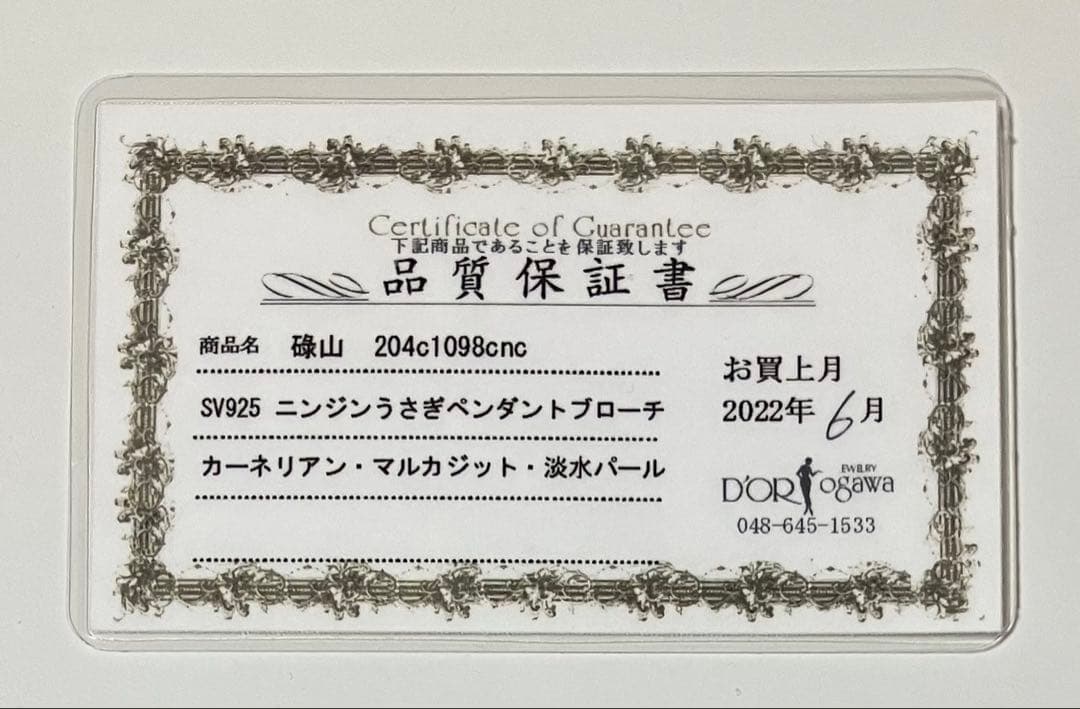 Certificate of Guarantee
下記商品であることを保証致します
品質保証書
商品名 碌山 204c1098cnc
SV925 ニンジンうさぎペンダントブローチ
カーネリアン・マルカジット・淡水パール
お買上月
2022年 6月
JEWELRY
D'OR ogawa
048-645-1533